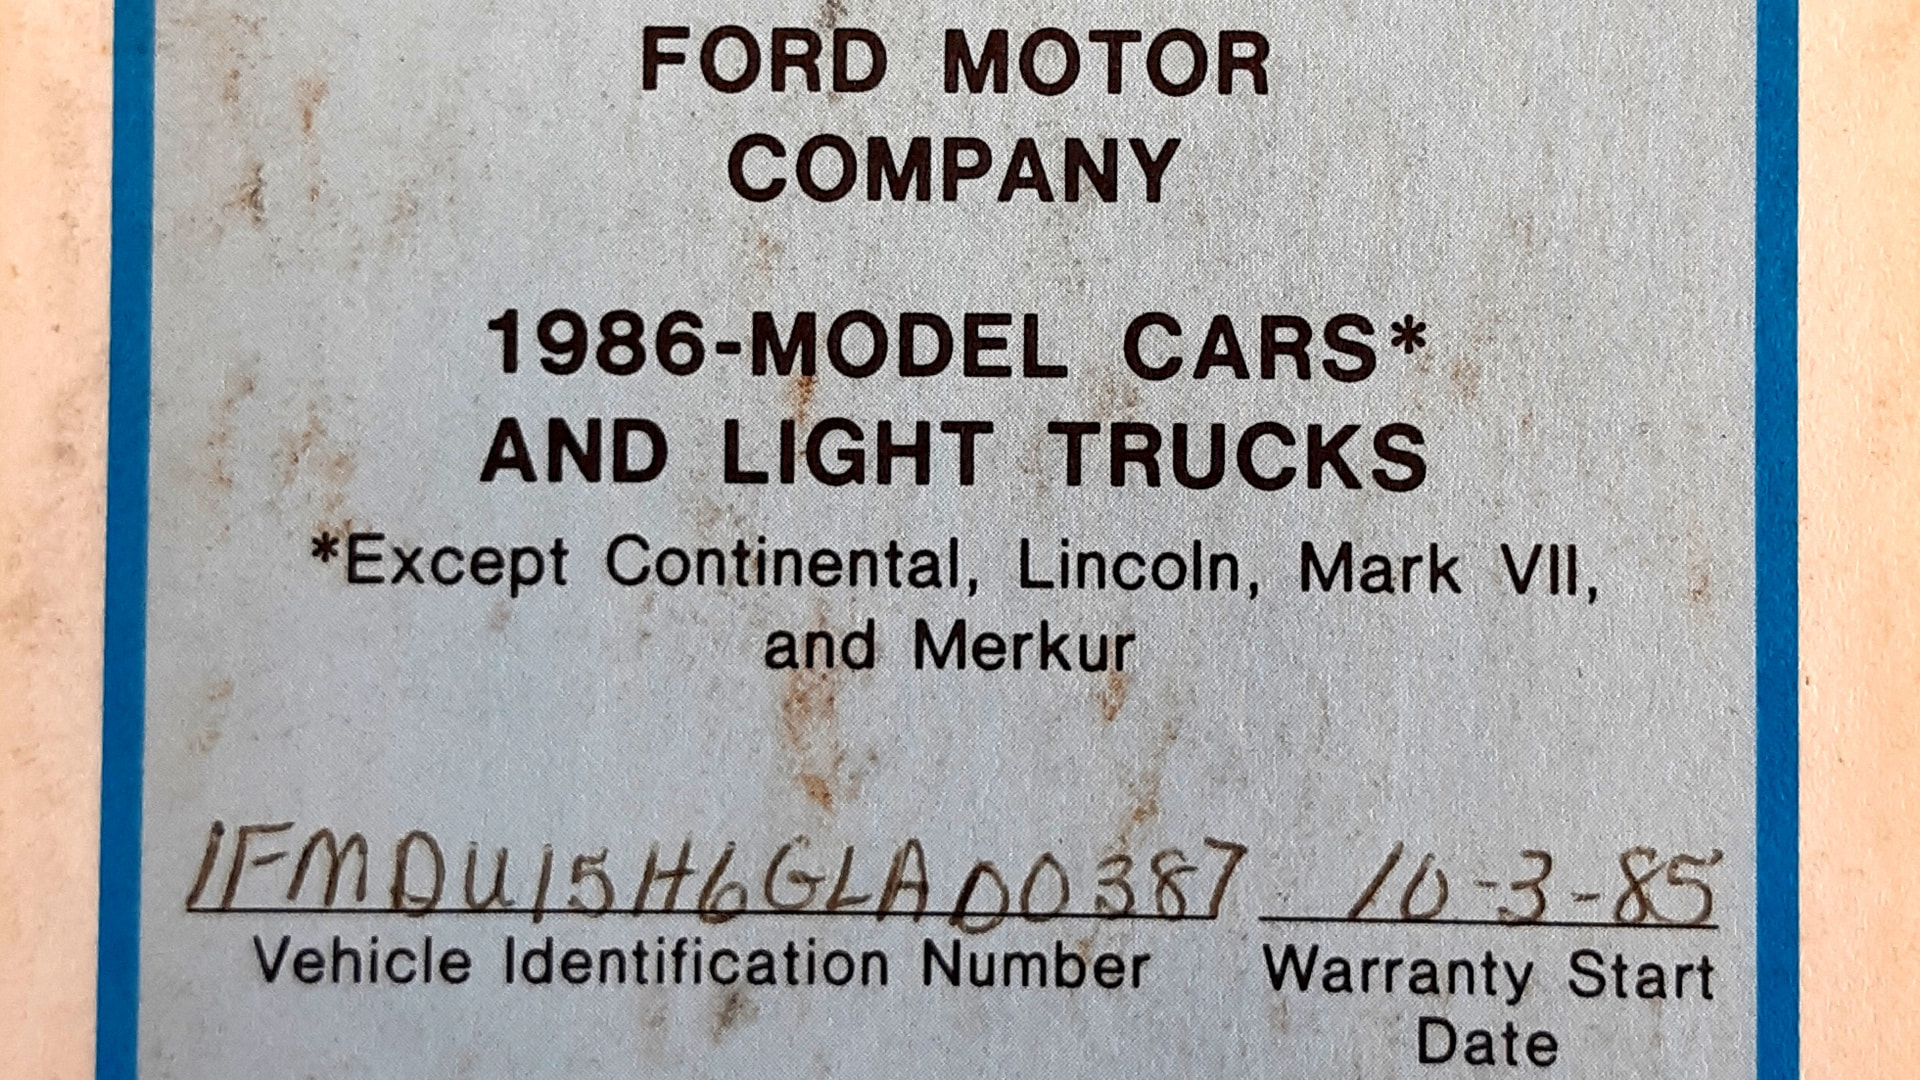 FORD MOTOR
COMPANY
1986-MODEL CARS*
AND LIGHT TRUCKS
*Except Continental, Lincoln, Mark VII,
and Merkur
1FMDU15H6GLA00387 10-3-85
Vehicle Identification Number Warranty Start
Date